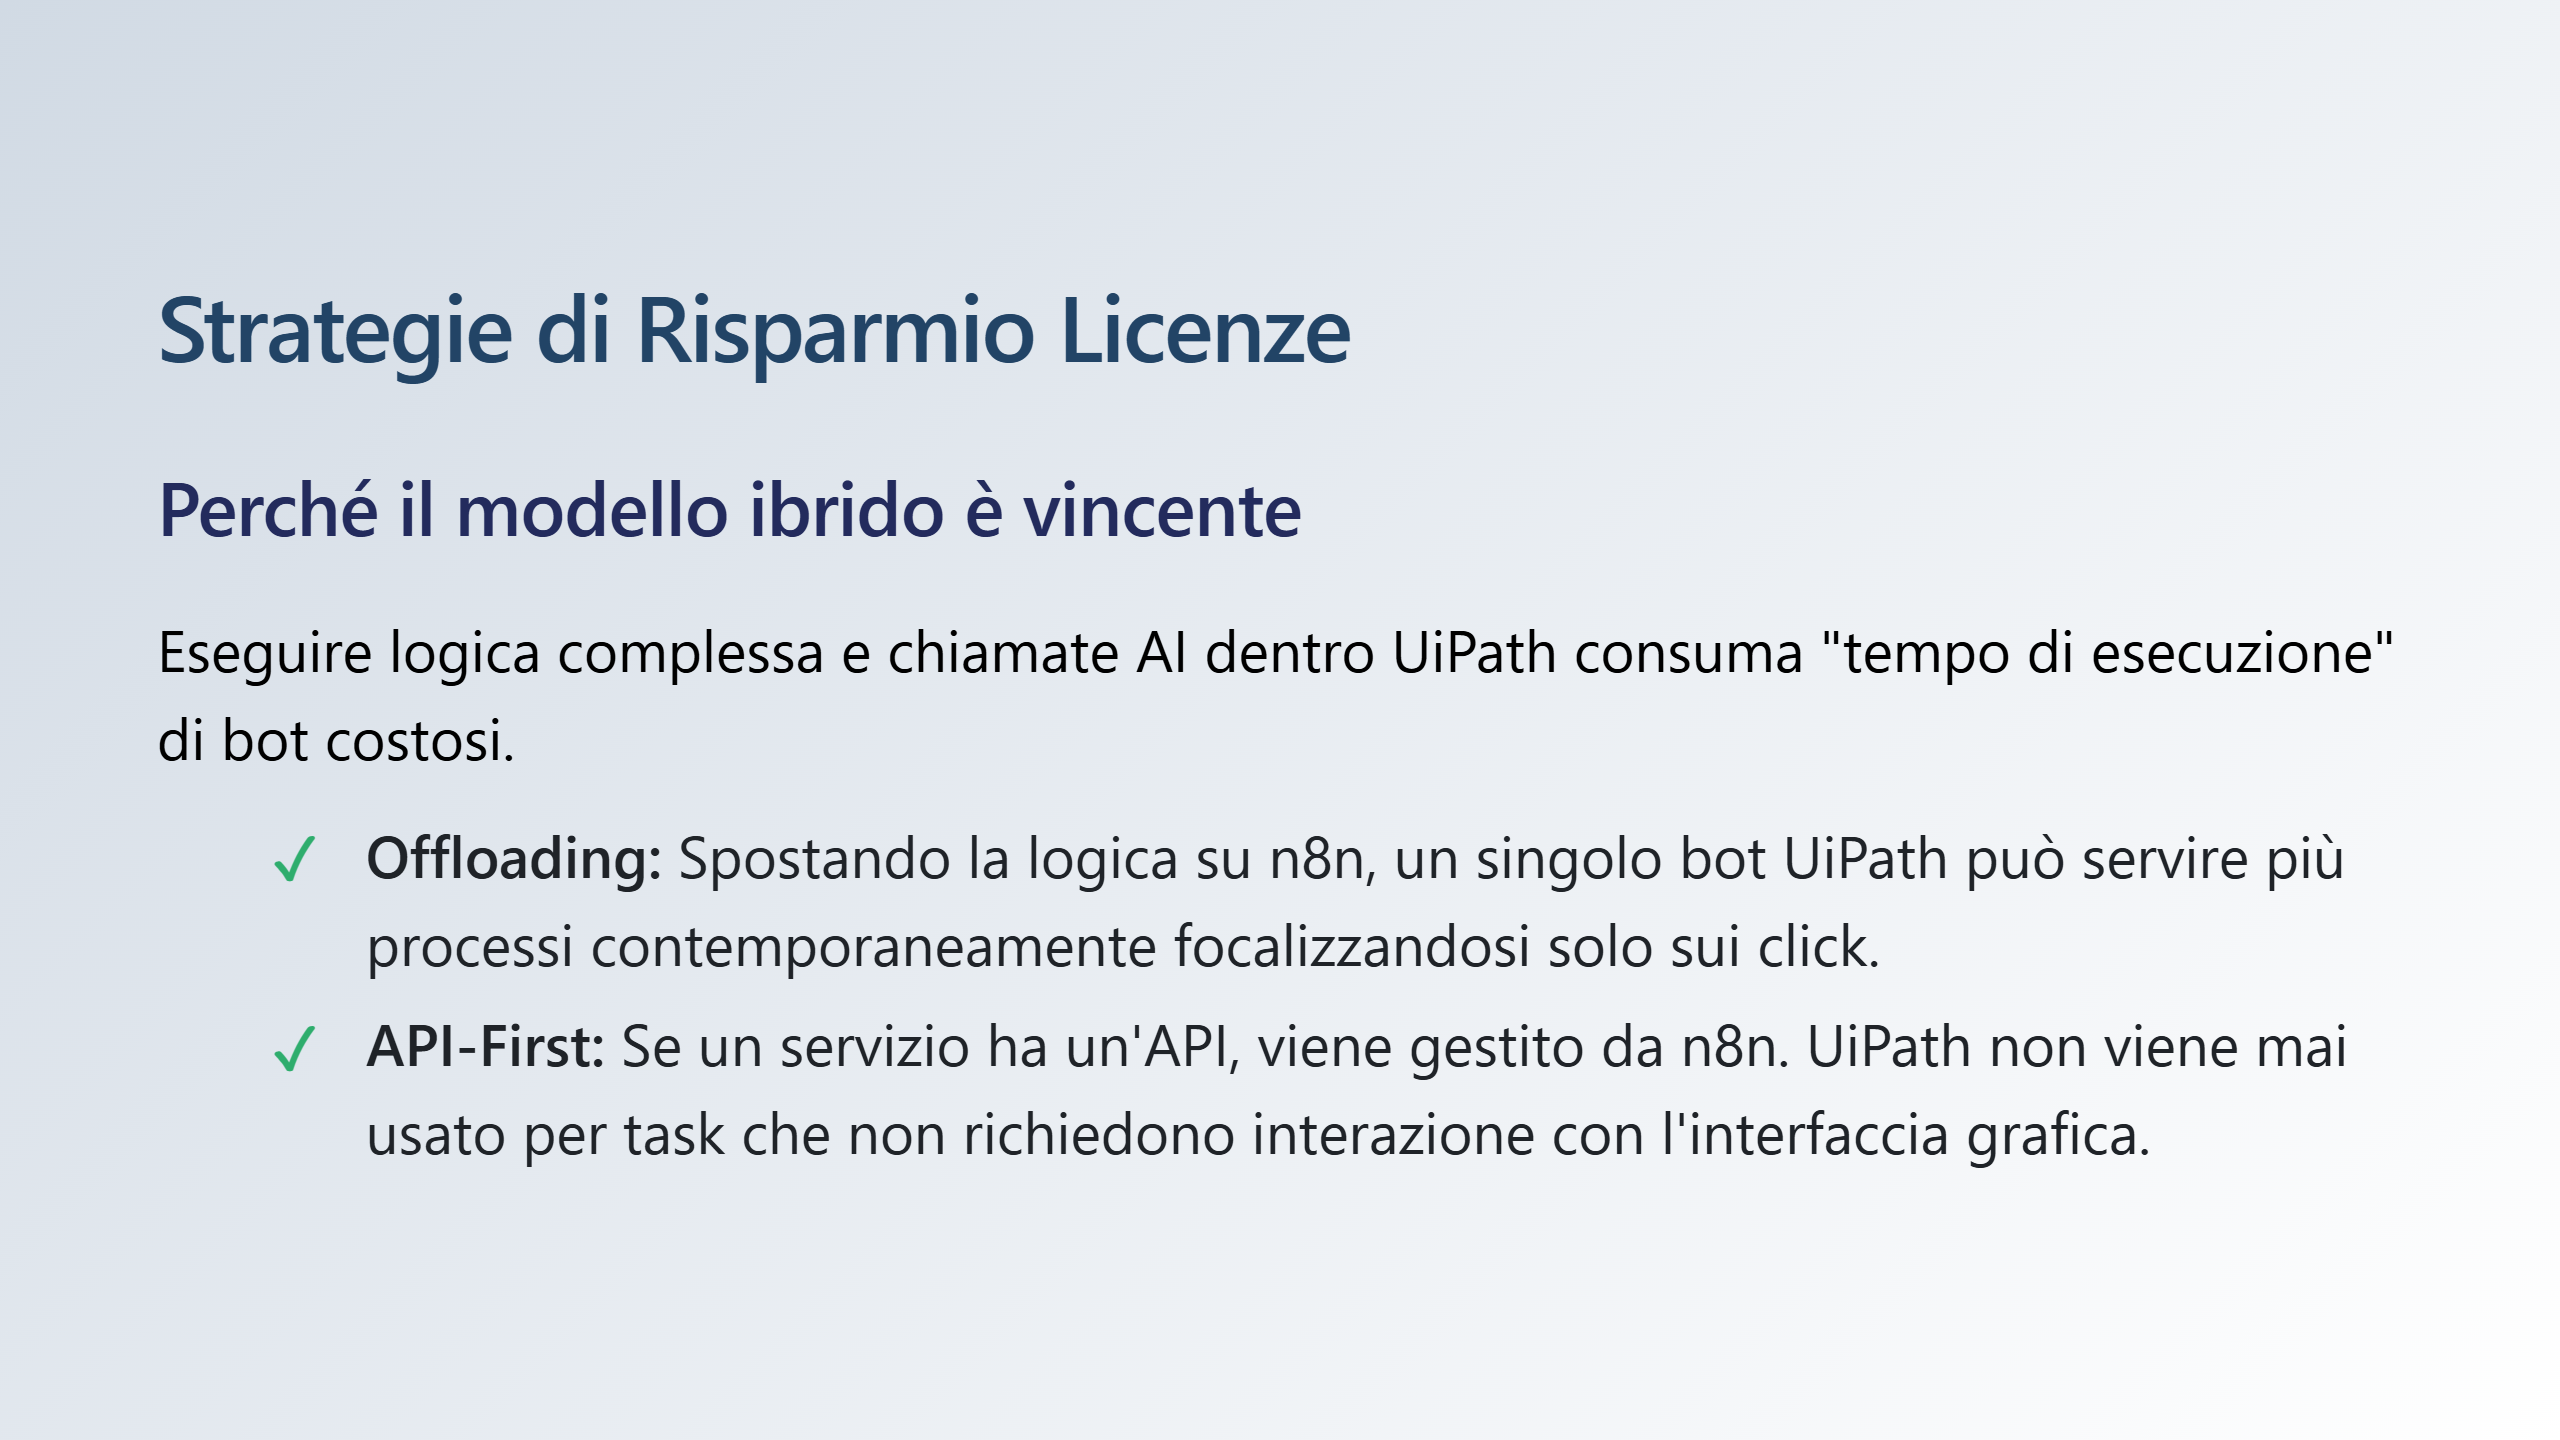 Strategie di Risparmio Licenze
Perché il modello ibrido è vincente
Eseguire logica complessa e chiamate AI dentro UiPath consuma "tempo di esecuzione"
di bot costosi.
✓ Offloading: Spostando la logica su n8n, un singolo bot UiPath può servire più
processi contemporaneamente focalizzandosi solo sui click.
✓ API-First: Se un servizio ha un'API, viene gestito da n8n. UiPath non viene mai
usato per task che non richiedono interazione con l'interfaccia grafica.